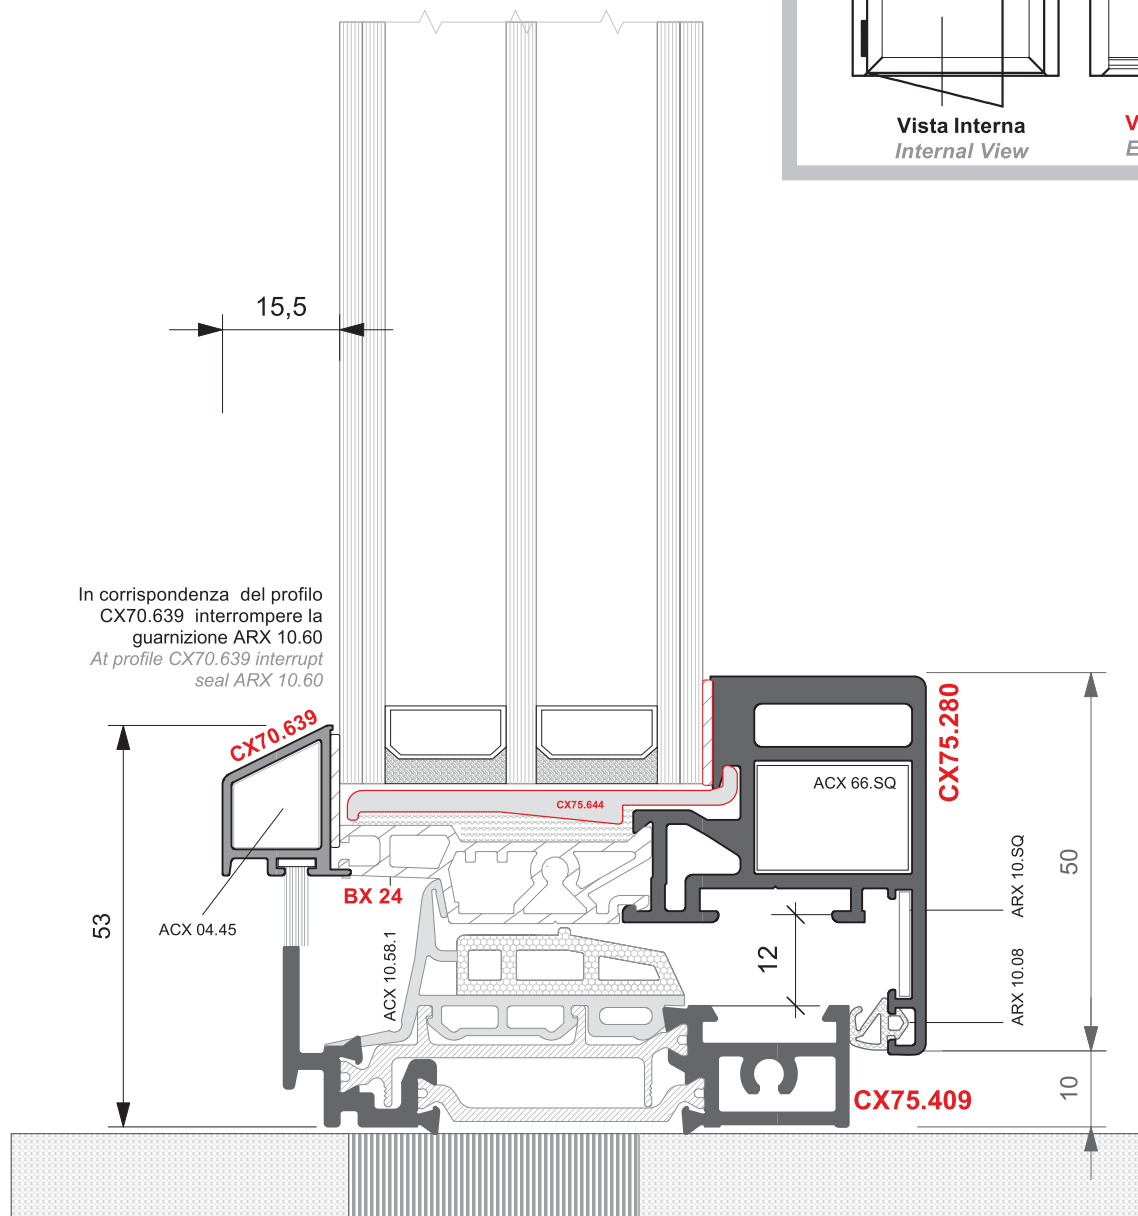 Vista Interna
Internal View
V
E
15,5
In corrispondenza del profilo
CX70.639 interrompere la
guarnizione ARX 10.60
At profile CX70.639 interrupt
seal ARX 10.60
CX70.639
CX75.280
ACX 66.SQ
CX75.644
BX 24
ACX 04.45
53
ACX 10.58.1
12
ARX 10.SQ
ARX 10.08
50
10
CX75.409